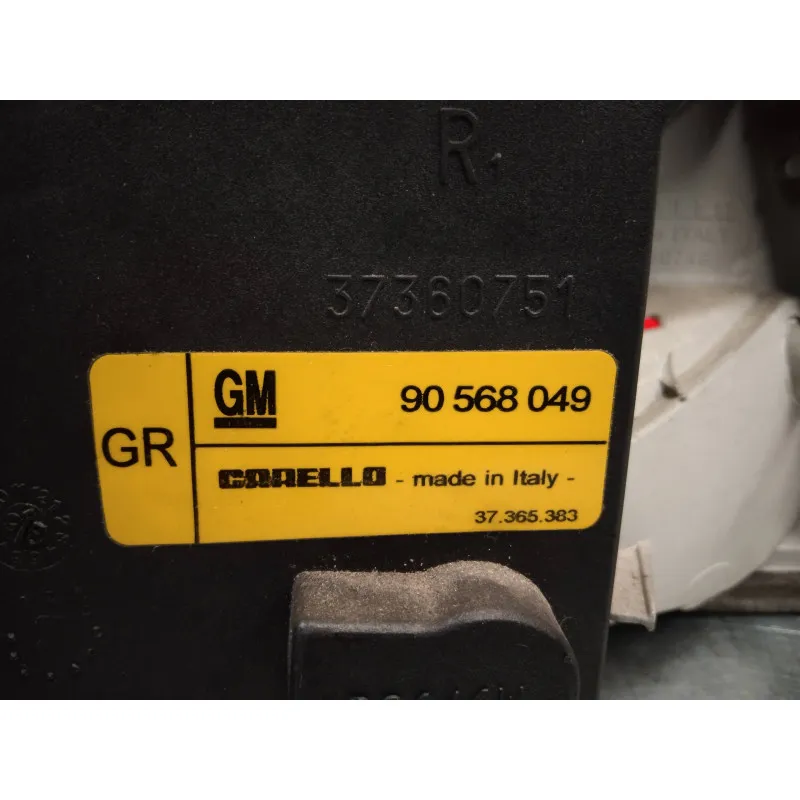 R1
37360751
GR
GM 90 568 049
CARELLO - made in Italy -
37.365.383